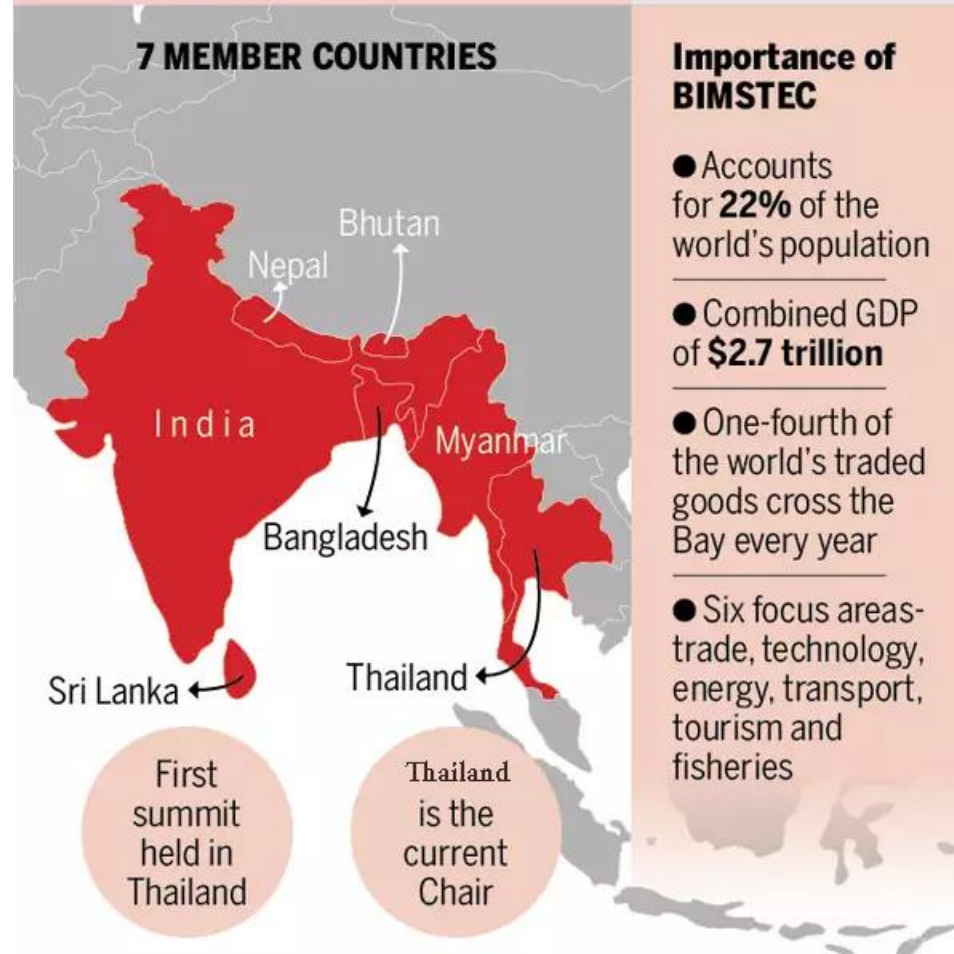 7 MEMBER COUNTRIES
Bhutan
Nepal
India
Myanmar
Bangladesh
Sri Lanka
Thailand
First
summit
held in
Thailand
Thailand
is the
current
Chair
Importance of
BIMSTEC
● Accounts
for 22% of the
world's population
● Combined GDP
of $2.7 trillion
● One-fourth of
the world's traded
goods cross the
Bay every year
● Six focus areas-
trade, technology,
energy, transport,
tourism and
fisheries